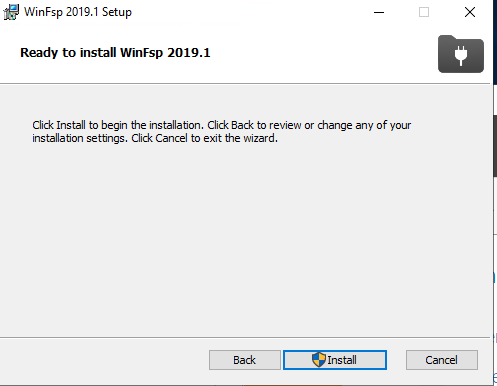 WinFsp 2019.1 Setup
Ready to install WinFsp 2019.1
Click Install to begin the installation. Click Back to review or change any of your
installation settings. Click Cancel to exit the wizard.
Back
Install
Cancel